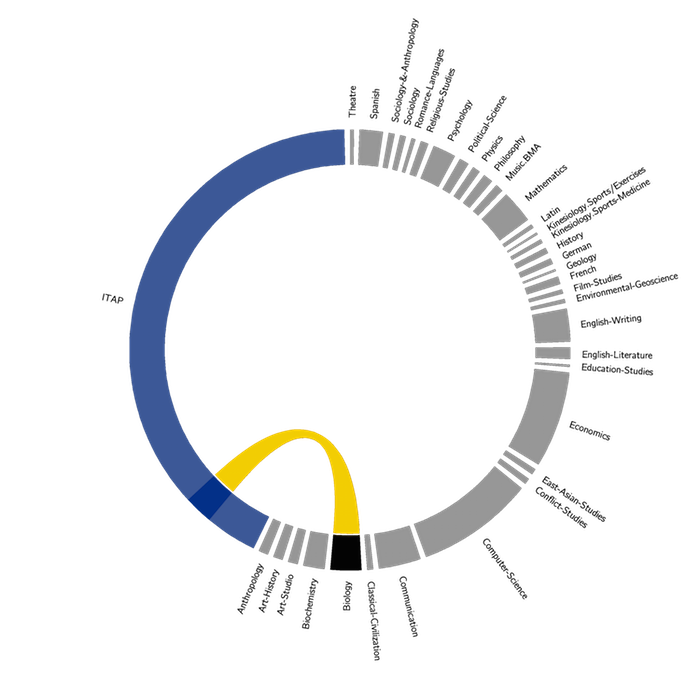 Theatre
Spanish
Sociology-&-Anthropology
Sociology
Romance-Languages
Religious-Studies
Psychology
Political-Science
Physics
Philosophy
Music.BMA
Mathematics
Latin
Kinesiology.Sports/Exercises
Kinesiology.Sports-Medicine
History
German
Geology
French
Film-Studies
Environmental-Geoscience
English-Writing
English-Literature
Education-Studies
Economics
East-Asian-Studies
Conflict-Studies
Computer-Science
Communication
Classical-Civilization
Biology
Biochemistry
Art-Studio
Art-History
Anthropology
ITAP